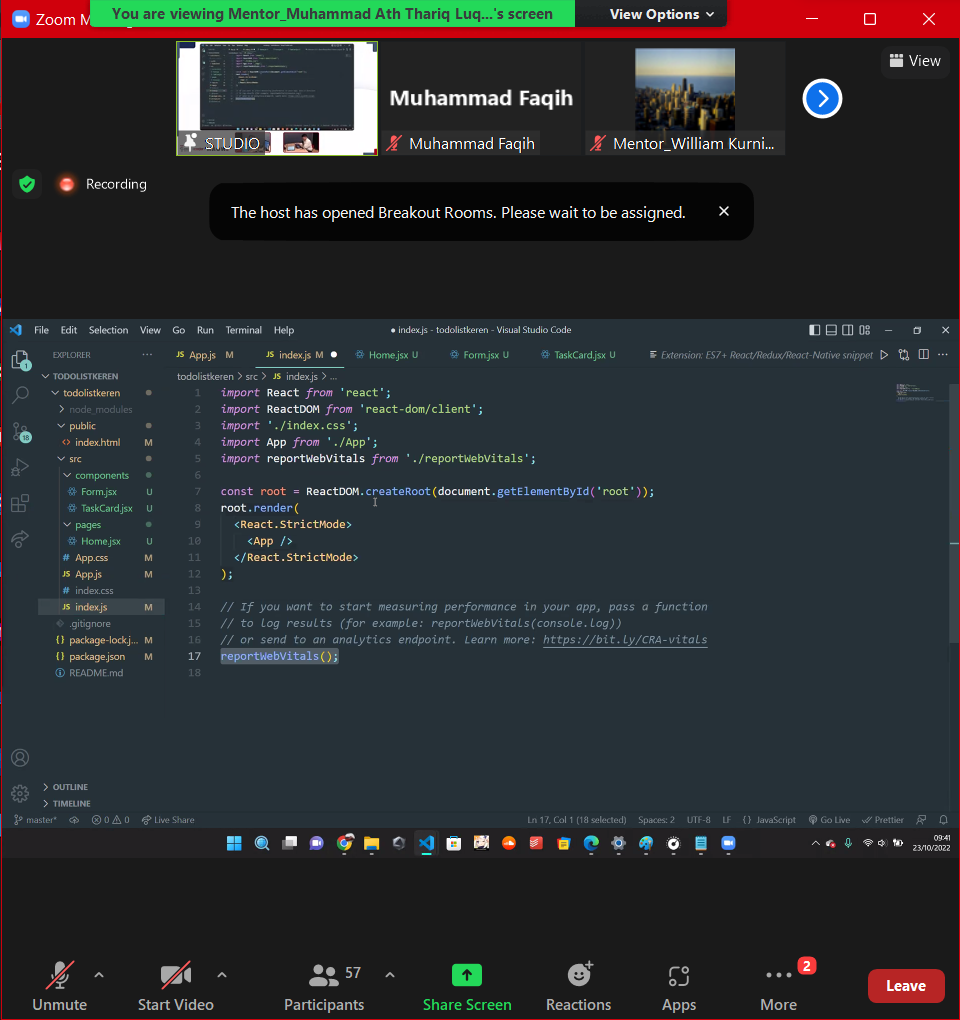 Zoom M
You are viewing Mentor_Muhammad Ath Thariq Luq...'s screen
View Options
View
STUDIO
Muhammad Faqih
Muhammad Faqih
Mentor_William Kurni...
Recording
The host has opened Breakout Rooms. Please wait to be assigned.
File Edit Selection View Go Run Terminal Help
● index.js - todolistkeren - Visual Studio Code
EXPLORER ...
JS App.js M
JS index.js M
Home.jsx U
Form.jsx U
TaskCard.jsx U
Extension: ES7+ React/Redux/React-Native snippet
todolistkeren > src > JS index.js > ...
1
18
TODOLISTKEREN
todolistkeren
node_modules
public
<> index.html M
src
components
Form.jsx U
TaskCard.jsx U
pages
Home.jsx U
# App.css M
JS App.js M
# index.css
JS index.js M
.gitignore
{} package-lock.j... M
{} package.json M
README.md
OUTLINE
TIMELINE
1 import React from 'react';
2 import ReactDOM from 'react-dom/client';
3 import './index.css';
4 import App from './App';
5 import reportWebVitals from './reportWebVitals';
6
7 const root = ReactDOM.createRoot(document.getElementById('root'));
8 root.render(
9 <React.StrictMode>
10 <App />
11 </React.StrictMode>
12 );
13
14 // If you want to start measuring performance in your app, pass a function
15 // to log results (for example: reportWebVitals(console.log))
16 // or send to an analytics endpoint. Learn more: https://bit.ly/CRA-vitals
17 reportWebVitals();
18
master* 0 0 Live Share
Ln 17, Col 1 (18 selected) Spaces: 2 UTF-8 LF {} JavaScript Go Live Prettier
09:41
23/10/2022
57
2
Unmute
Start Video
Participants
Share Screen
Reactions
Apps
More
Leave